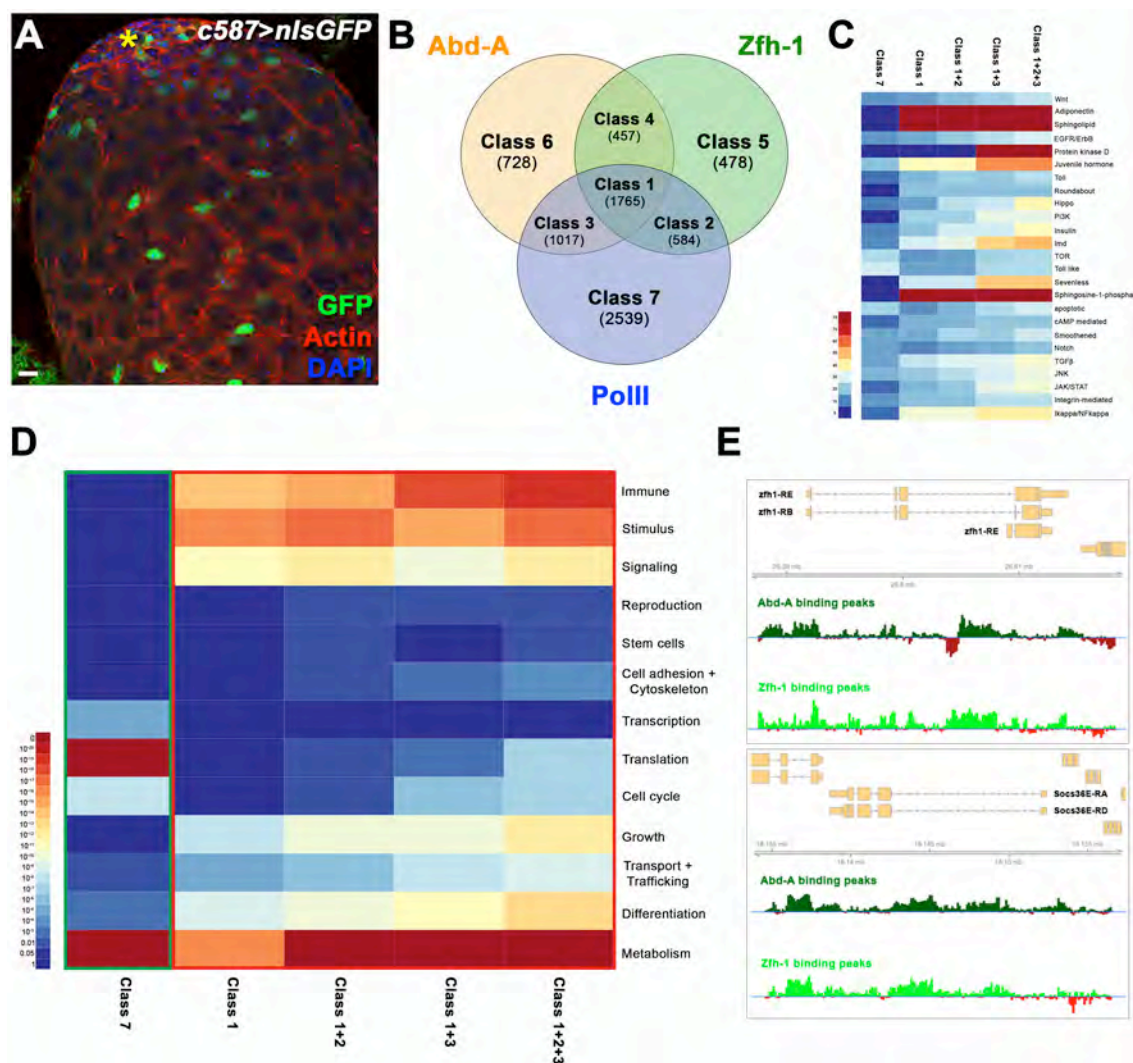 A
c587>nlsGFP
*
GFP
Actin
DAPI
B
Abd-A
Zfh-1
Class 6
(728)
Class 4
(457)
Class 5
(478)
Class 1
(1765)
Class 3
(1017)
Class 2
(584)
Class 7
(2539)
PolII
C
Class 7
Class 1
Class 1+2
Class 1+3
Class 1+2+3
Wnt
Adiponectin
Sphingolipid
EGFR/ErbB
Protein kinase D
Juvenile hormone
Toll
Roundabout
Hippo
PI3K
Insulin
Imd
TOR
Toll like
Sevenless
Sphingosine-1-phospha
apoptotic
cAMP mediated
Smoothened
Notch
TGFβ
JNK
JAK/STAT
Integrin-mediated
Ikappa/NFkappa
D
Immune
Stimulus
Signaling
Reproduction
Stem cells
Cell adhesion +
Cytoskeleton
Transcription
Translation
Cell cycle
Growth
Transport +
Trafficking
Differentiation
Metabolism
0
0.01
0.05
1
Class 7
Class 1
Class 1+2
Class 1+3
Class 1+2+3
E
zfh1-RE
zfh1-RB
zfh1-RE
Abd-A binding peaks
Zfh-1 binding peaks
Socs36E-RA
Socs36E-RD
Abd-A binding peaks
Zfh-1 binding peaks